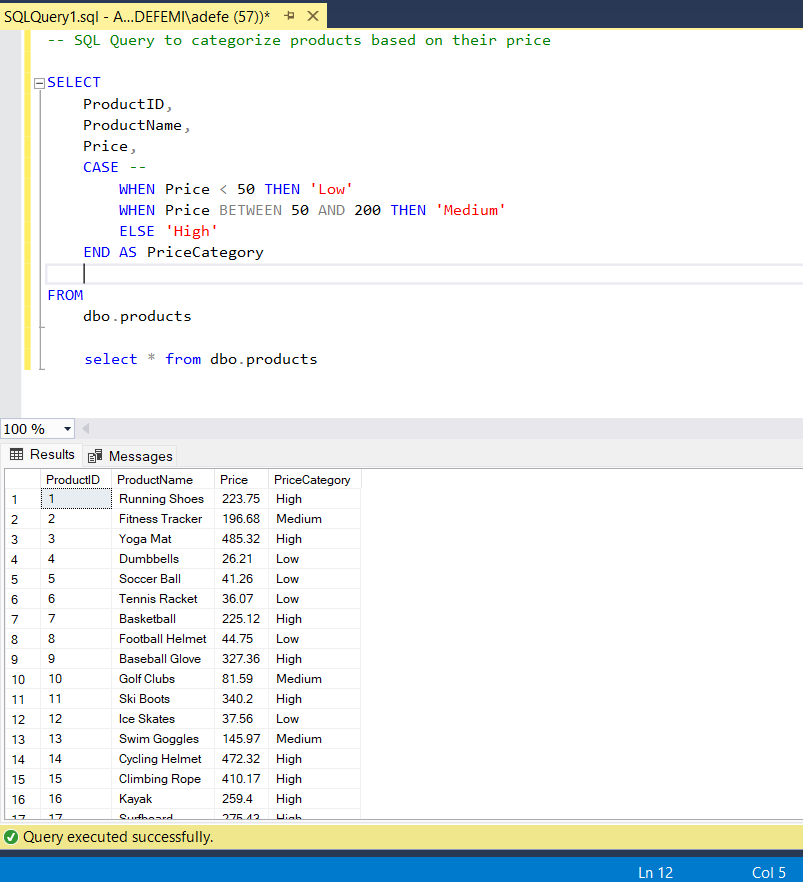 SQLQuery1.sql - A...DEFEMI\adefe (57))*
-- SQL Query to categorize products based on their price
SELECT
ProductID,
ProductName,
Price,
CASE --
WHEN Price < 50 THEN 'Low'
WHEN Price BETWEEN 50 AND 200 THEN 'Medium'
ELSE 'High'
END AS PriceCategory
FROM
dbo.products
select * from dbo.products
100 %
Results Messages
ProductID ProductName Price PriceCategory
1 1 Running Shoes 223.75 High
2 2 Fitness Tracker 196.68 Medium
3 3 Yoga Mat 485.32 High
4 4 Dumbbells 26.21 Low
5 5 Soccer Ball 41.26 Low
6 6 Tennis Racket 36.07 Low
7 7 Basketball 225.12 High
8 8 Football Helmet 44.75 Low
9 9 Baseball Glove 327.36 High
10 10 Golf Clubs 81.59 Medium
11 11 Ski Boots 340.2 High
12 12 Ice Skates 37.56 Low
13 13 Swim Goggles 145.97 Medium
14 14 Cycling Helmet 472.32 High
15 15 Climbing Rope 410.17 High
16 16 Kayak 259.4 High
17 17 Surfboard 275.43 High
Query executed successfully.
Ln 12 Col 5